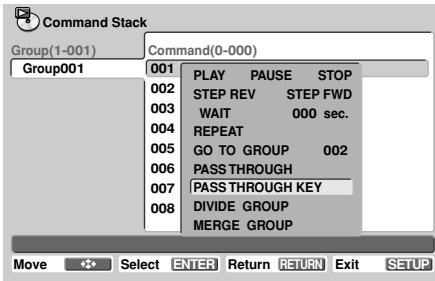 Command Stack
Group(1-001) Command(0-000)
Group001 001
002
003
004
005
006
007
008
PLAY PAUSE STOP
STEP REV STEP FWD
WAIT 000 sec.
REPEAT
GO TO GROUP 002
PASS THROUGH
PASS THROUGH KEY
DIVIDE GROUP
MERGE GROUP
Move Select ENTER Return RETURN Exit SETUP